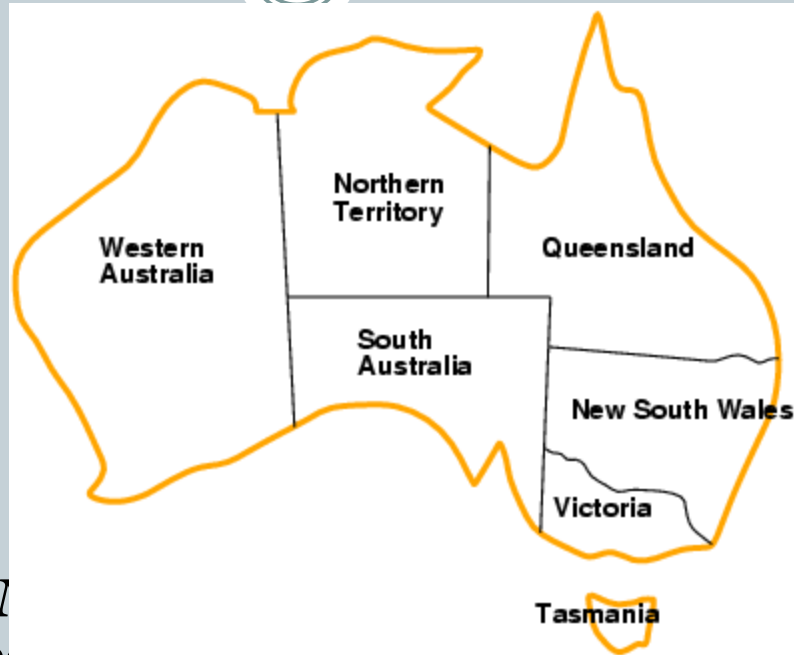 Northern
Territory
Western
Australia
Queensland
South
Australia
New South Wales
Victoria
Tasmania